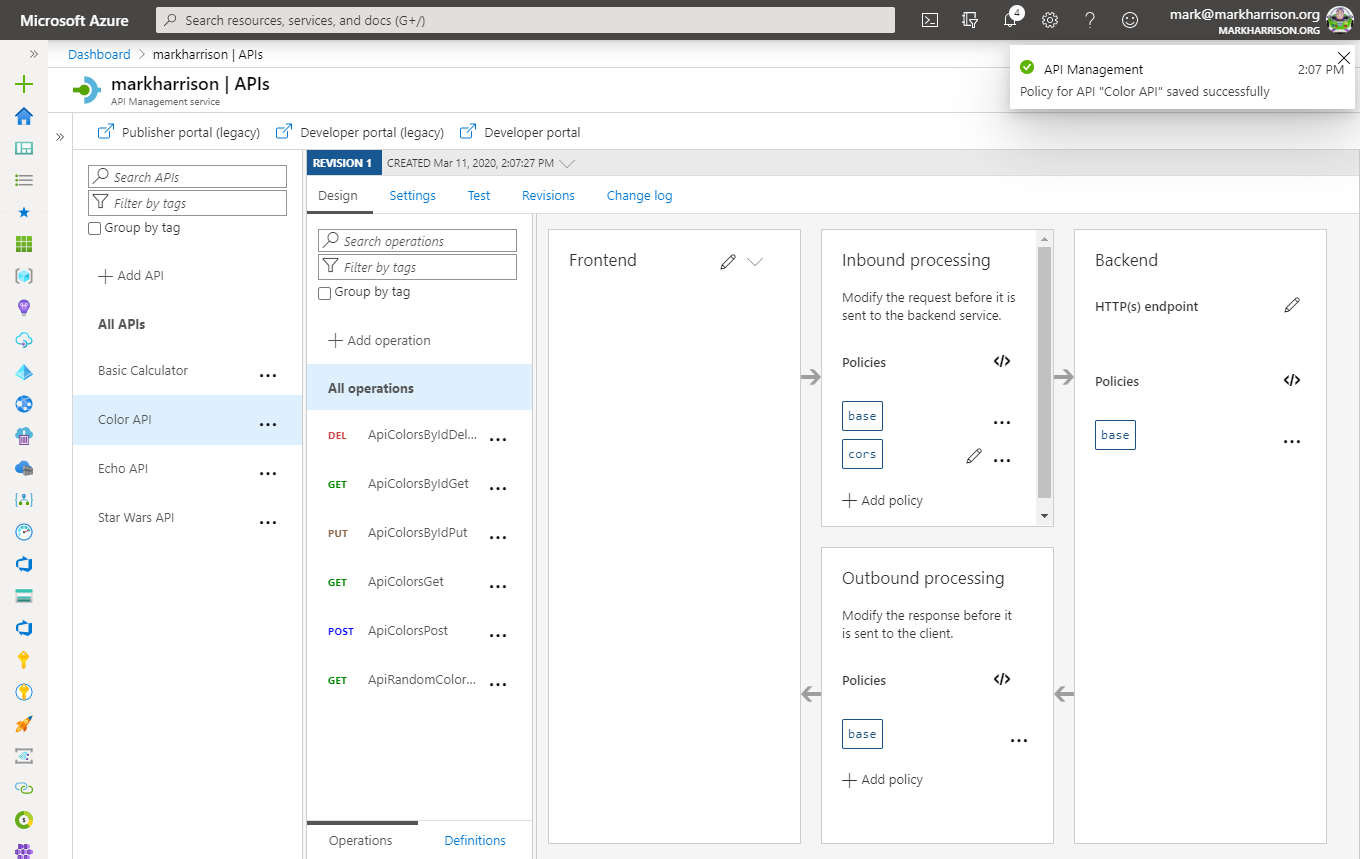 Microsoft Azure
Search resources, services, and docs (G+/)
4
mark@markharrison.org
MARKHARRISON.ORG
Dashboard > markharrison | APIs
markharrison | APIs
API Management service
API Management
2:07 PM
Policy for API "Color API" saved successfully
Publisher portal (legacy)
Developer portal (legacy)
Developer portal
Search APIs
Filter by tags
Group by tag
Add API
All APIs
Basic Calculator
Color API
Echo API
Star Wars API
REVISION 1
CREATED Mar 11, 2020, 2:07:27 PM
Design
Settings
Test
Revisions
Change log
Search operations
Filter by tags
Group by tag
Add operation
All operations
DEL ApiColorsByIdDel...
GET ApiColorsByIdGet
PUT ApiColorsByIdPut
GET ApiColorsGet
POST ApiColorsPost
GET ApiRandomColor...
Operations
Definitions
Frontend
Inbound processing
Modify the request before it is
sent to the backend service.
Policies
</>
base
cors
Add policy
Outbound processing
Modify the response before it
is sent to the client.
Policies
</>
base
Add policy
Backend
HTTP(s) endpoint
Policies
</>
base